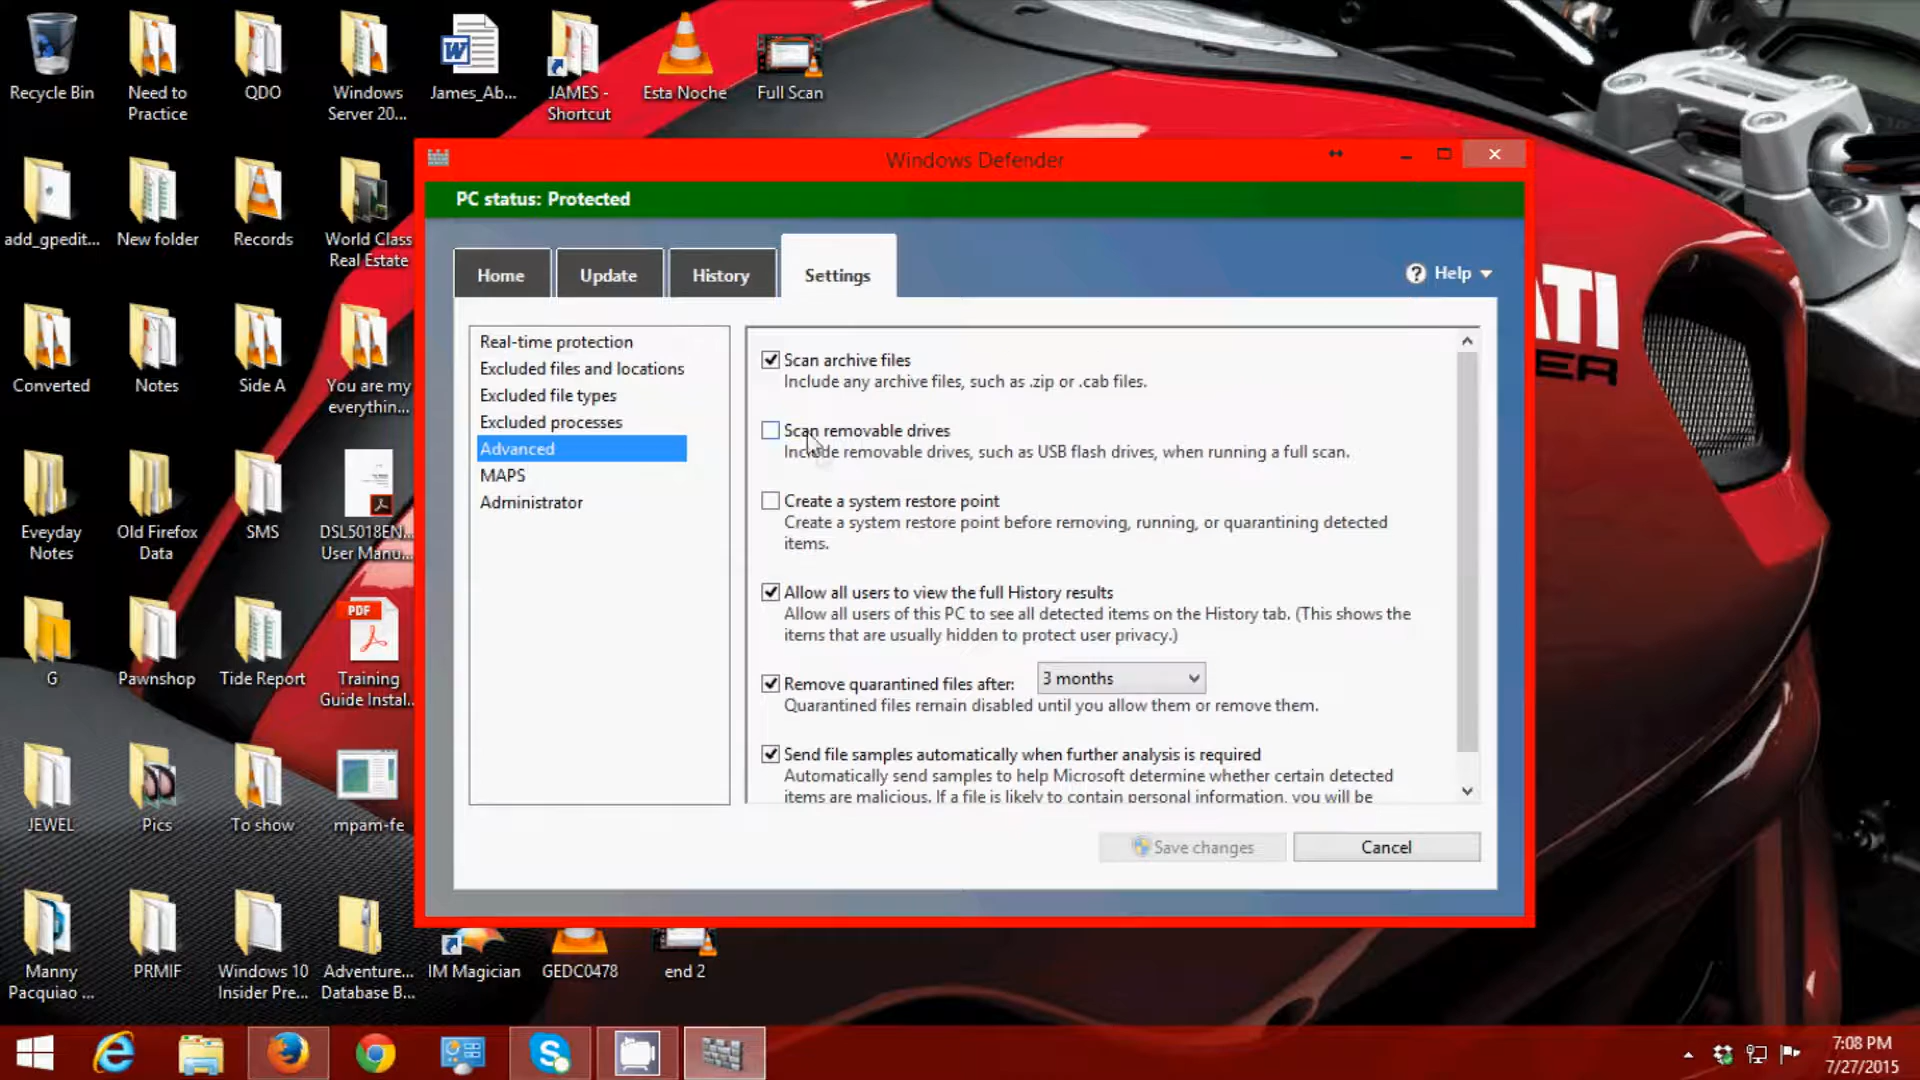 Recycle Bin
Need to
Practice
QDO
Windows
Server 20...
James_Ab...
JAMES -
Shortcut
Esta Noche
Full Scan
add_gpedit...
New folder
Records
World Class
Real Estate
Converted
Notes
Side A
You are my
everythin...
Eveyday
Notes
Old Firefox
Data
SMS
DSL5018EN...
User Manu...
G
Pawnshop
Tide Report
PDF
Training
Guide Instal...
JEWEL
Pics
To show
mpam-fe
Manny
Pacquiao ...
PRMIF
Windows 10
Insider Pre...
Adventure...
Database B...
IM Magician
GEDC0478
end 2
Windows Defender
PC status: Protected
Home
Update
History
Settings
Help
Real-time protection
Excluded files and locations
Excluded file types
Excluded processes
Advanced
MAPS
Administrator
Scan archive files
Include any archive files, such as .zip or .cab files.
Scan removable drives
Include removable drives, such as USB flash drives, when running a full scan.
Create a system restore point
Create a system restore point before removing, running, or quarantining detected
items.
Allow all users to view the full History results
Allow all users of this PC to see all detected items on the History tab. (This shows the
items that are usually hidden to protect user privacy.)
Remove quarantined files after:
3 months
Quarantined files remain disabled until you allow them or remove them.
Send file samples automatically when further analysis is required
Automatically send samples to help Microsoft determine whether certain detected
items are malicious. If a file is likely to contain personal information, you will be
Save changes
Cancel
7:08 PM
7/27/2015